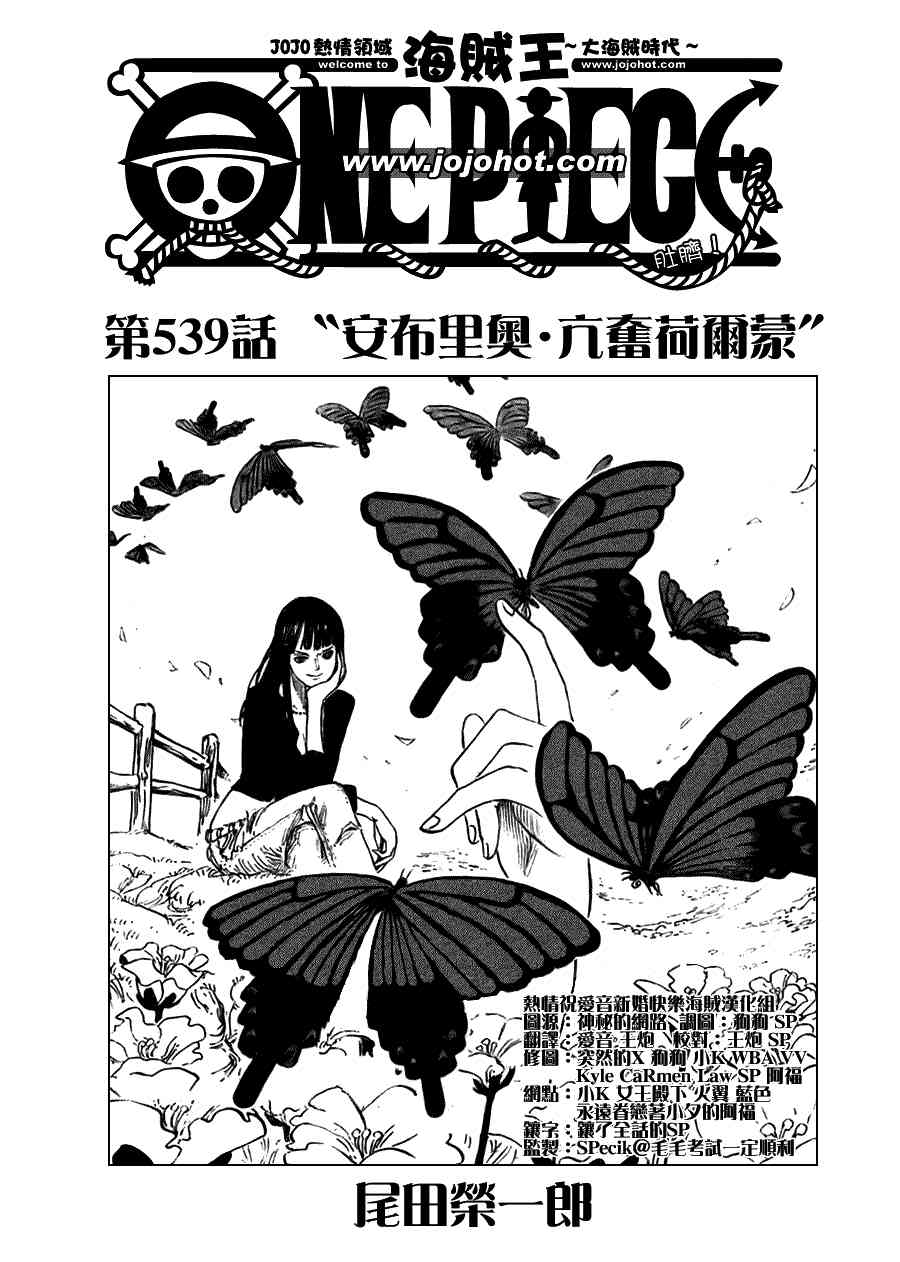 JOJO熱情領域 海賊王 ~大海賊時代~
welcome to www.jojohot.com
ONE PIECE
www.jojohot.com
肚臍！
第539話 〝安布里奧·亢奮荷爾蒙〞
熱情祝愛音新婚快樂海賊漢化組
圖源：神秘的網路 調圖：狗狗 SP
翻譯：愛音 王炮 校對：王炮 SP
修圖：突然的X 狗狗 小K WBA VV
Kyle CaRmen Law SP 阿福
網點：小K 女王殿下 火翼 藍色
永遠眷戀著小夕的阿福
鑲字：鑲了全話的SP
監製：SPecik@毛毛考試一定順利
尾田榮一郎